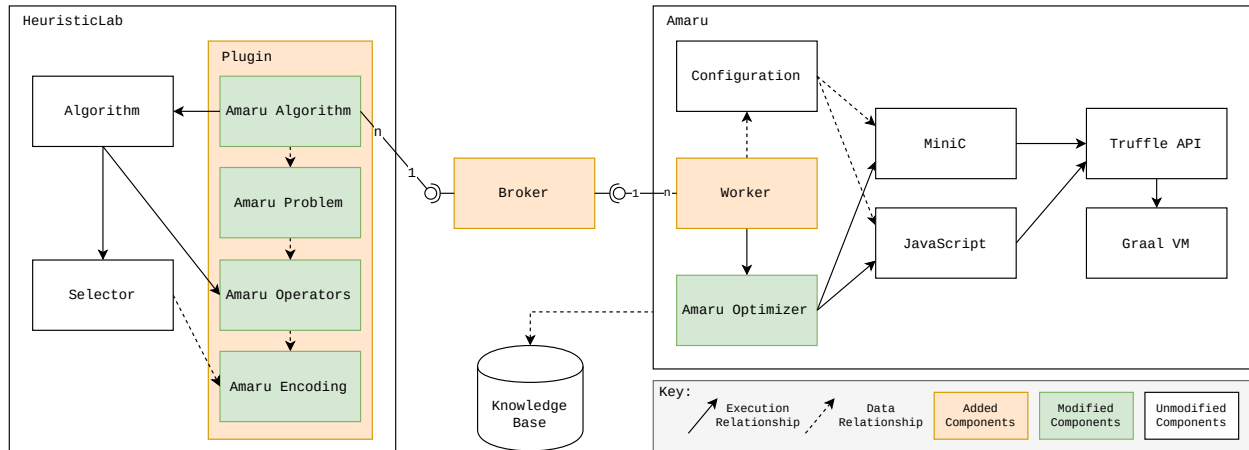 HeuristicLab
Plugin
Algorithm
Amaru Algorithm
Amaru Problem
Selector
Amaru Operators
Amaru Encoding
n
1
Broker
1
n
Amaru
Configuration
Worker
Amaru Optimizer
MiniC
JavaScript
Truffle API
Graal VM
Knowledge
Base
Key:
Execution
Relationship
Data
Relationship
Added
Components
Modified
Components
Unmodified
Components